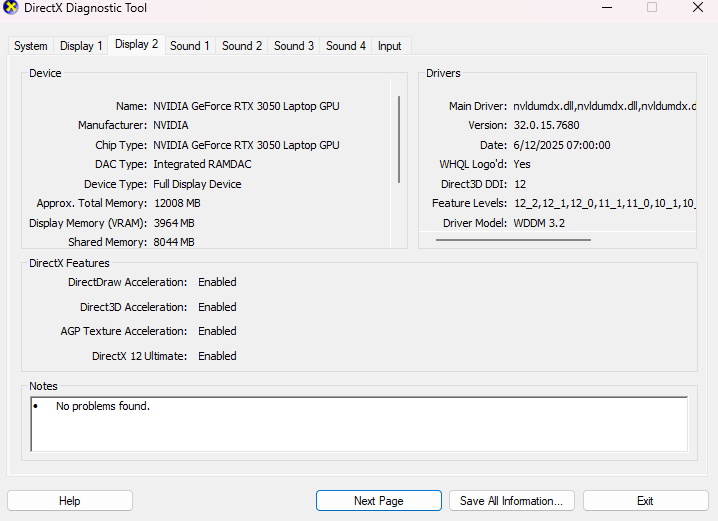 DirectX Diagnostic Tool
System Display 1 Display 2 Sound 1 Sound 2 Sound 3 Sound 4 Input
Device
Name: NVIDIA GeForce RTX 3050 Laptop GPU
Manufacturer: NVIDIA
Chip Type: NVIDIA GeForce RTX 3050 Laptop GPU
DAC Type: Integrated RAMDAC
Device Type: Full Display Device
Approx. Total Memory: 12008 MB
Display Memory (VRAM): 3964 MB
Shared Memory: 8044 MB
Drivers
Main Driver: nvldumdx.dll,nvldumdx.dll,nvldumdx.d
Version: 32.0.15.7680
Date: 6/12/2025 07:00:00
WHQL Logo'd: Yes
Direct3D DDI: 12
Feature Levels: 12_2,12_1,12_0,11_1,11_0,10_1,10_
Driver Model: WDDM 3.2
DirectX Features
DirectDraw Acceleration: Enabled
Direct3D Acceleration: Enabled
AGP Texture Acceleration: Enabled
DirectX 12 Ultimate: Enabled
Notes
• No problems found.
Help Next Page Save All Information... Exit